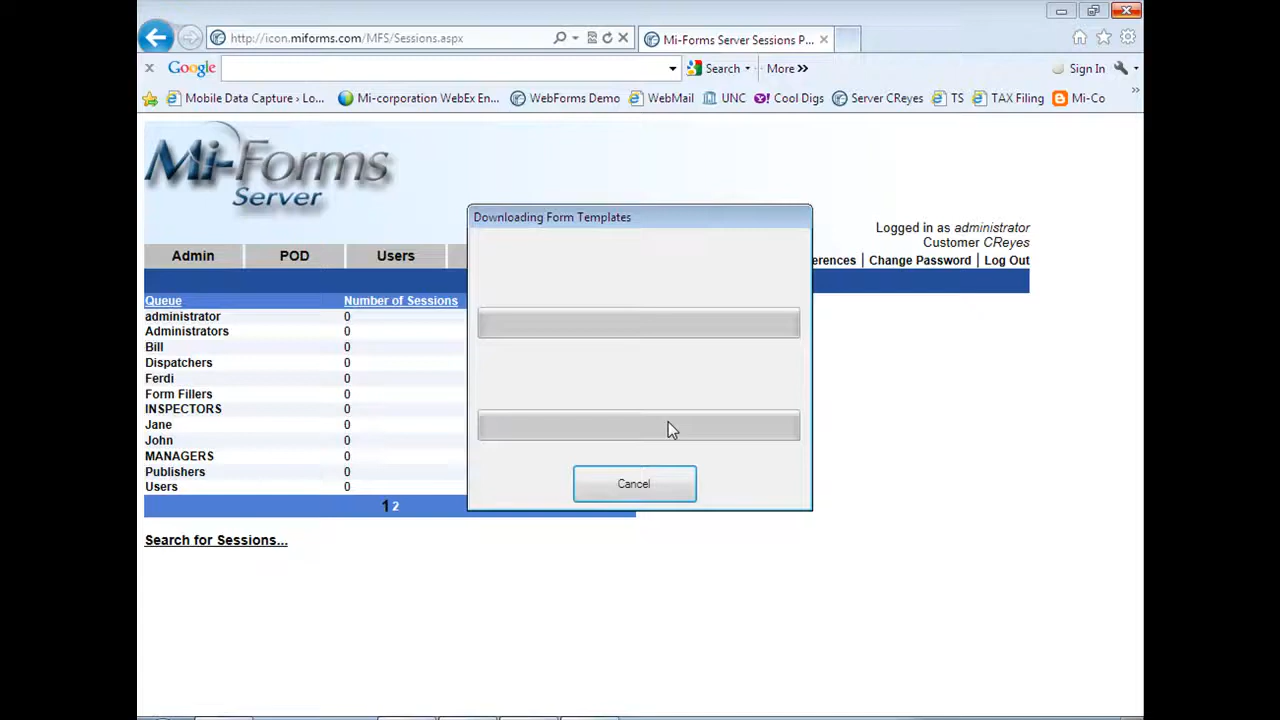 http://icon.miforms.com/MFS/Sessions.aspx
Mi-Forms Server Sessions P...
Google
Search
More »
Sign In
Mobile Data Capture › Lo...
Mi-corporation WebEx En...
WebForms Demo
WebMail
UNC
Cool Digs
Server CReyes
TS
TAX Filing
Mi-Co
Mi-Forms
Server
Downloading Form Templates
Logged in as administrator
Customer CReyes
Admin
POD
Users
erences | Change Password | Log Out
Queue Number of Sessions
administrator 0
Administrators 0
Bill 0
Dispatchers 0
Ferdi 0
Form Fillers 0
INSPECTORS 0
Jane 0
John 0
MANAGERS 0
Publishers 0
Users 0
Cancel
1 2
Search for Sessions...